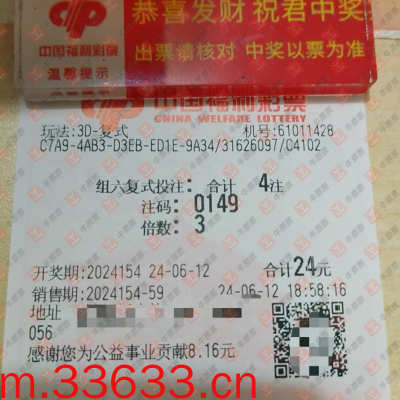 恭喜发财 祝君中奖
中国福利彩票
出票请核对 中奖以票为准
温馨提示
中国福利彩票
CHINA WELFARE LOTTERY
玩法:3D-复式 机号:61011428
C7A9-4AB3-D3EB-ED1E-9A34/31626097/C4102
组六复式投注: 合计 4注
注码: 0149
倍数: 3
开奖期:2024154 24-06-12 合计24元
销售期:2024154-59 24-06-12 18:58:16
地址
056
感谢您为公益事业贡献8.16元
m.33633.cn